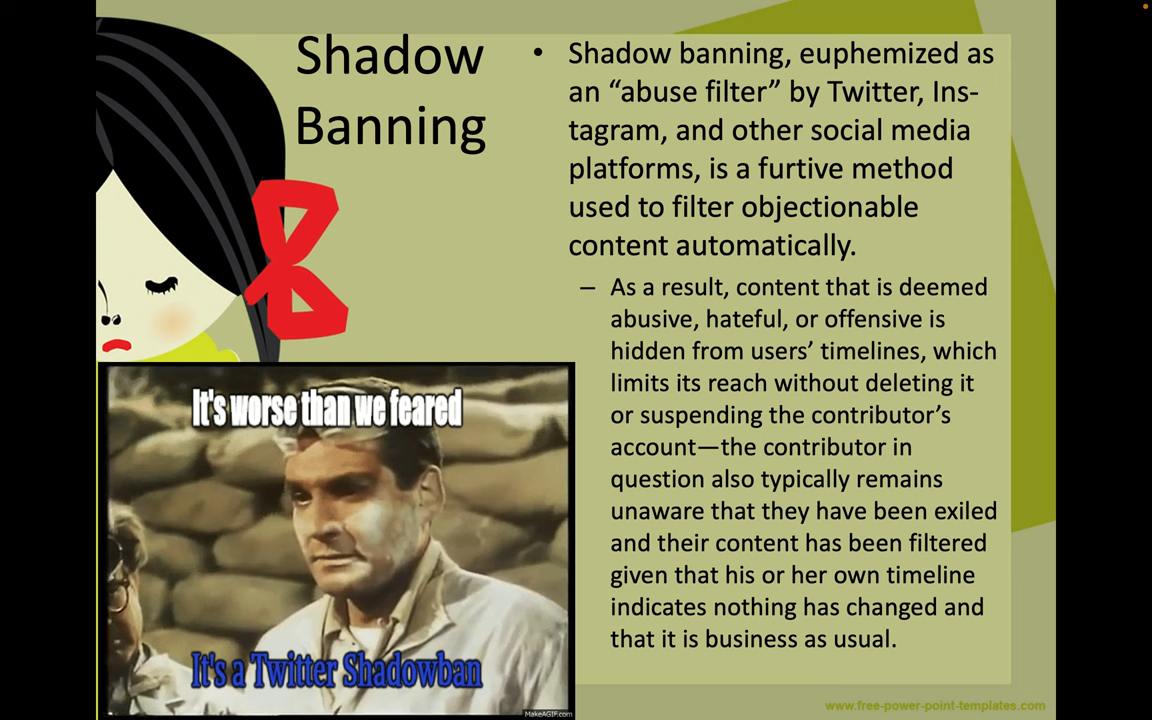 Shadow
Banning
• Shadow banning, euphemized as
an “abuse filter” by Twitter, Ins-
tagram, and other social media
platforms, is a furtive method
used to filter objectionable
content automatically.
– As a result, content that is deemed
abusive, hateful, or offensive is
hidden from users’ timelines, which
limits its reach without deleting it
or suspending the contributor’s
account—the contributor in
question also typically remains
unaware that they have been exiled
and their content has been filtered
given that his or her own timeline
indicates nothing has changed and
that it is business as usual.
It's worse than we feared
It's a Twitter Shadowban
MakeAGIF.com
www.free-power-point-templates.com